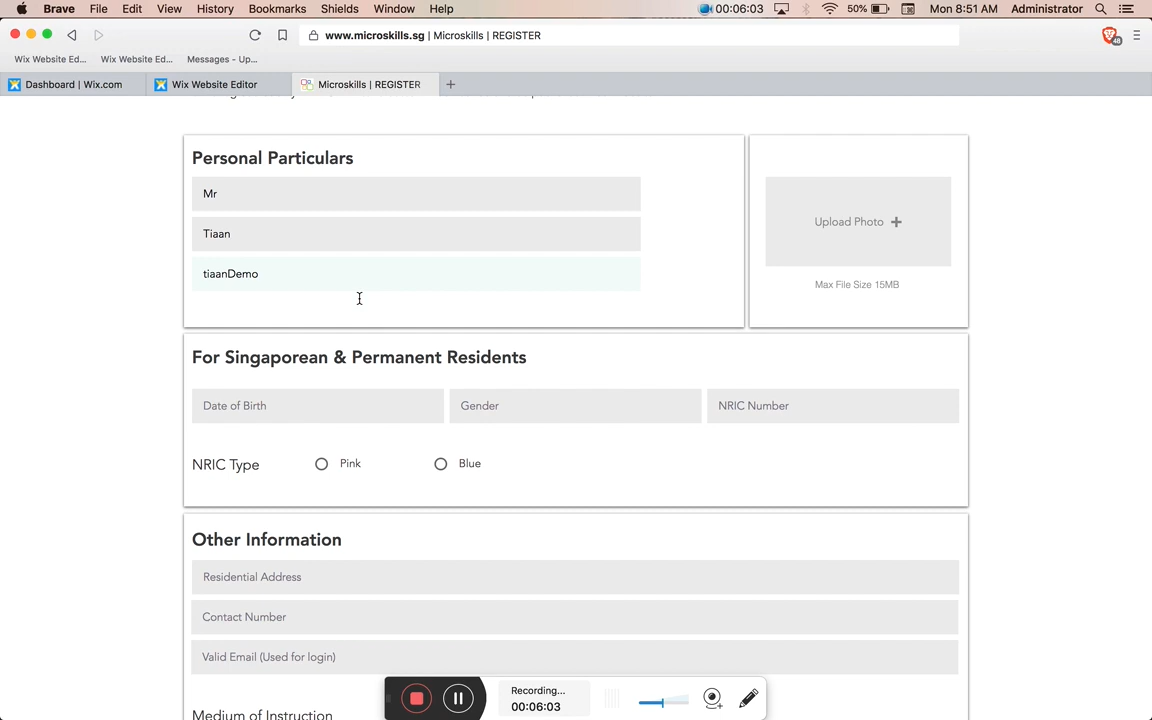 Brave File Edit View History Bookmarks Shields Window Help 00:06:03 50% Mon 8:51 AM Administrator
www.microskills.sg | Microskills | REGISTER
Wix Website Ed... Wix Website Ed... Messages - Up...
Dashboard | Wix.com Wix Website Editor Microskills | REGISTER
Personal Particulars
Mr
Tiaan
tiaanDemo
Upload Photo +
Max File Size 15MB
For Singaporean & Permanent Residents
Date of Birth Gender NRIC Number
NRIC Type Pink Blue
Other Information
Residential Address
Contact Number
Valid Email (Used for login)
Medium of Instruction
Recording...
00:06:03